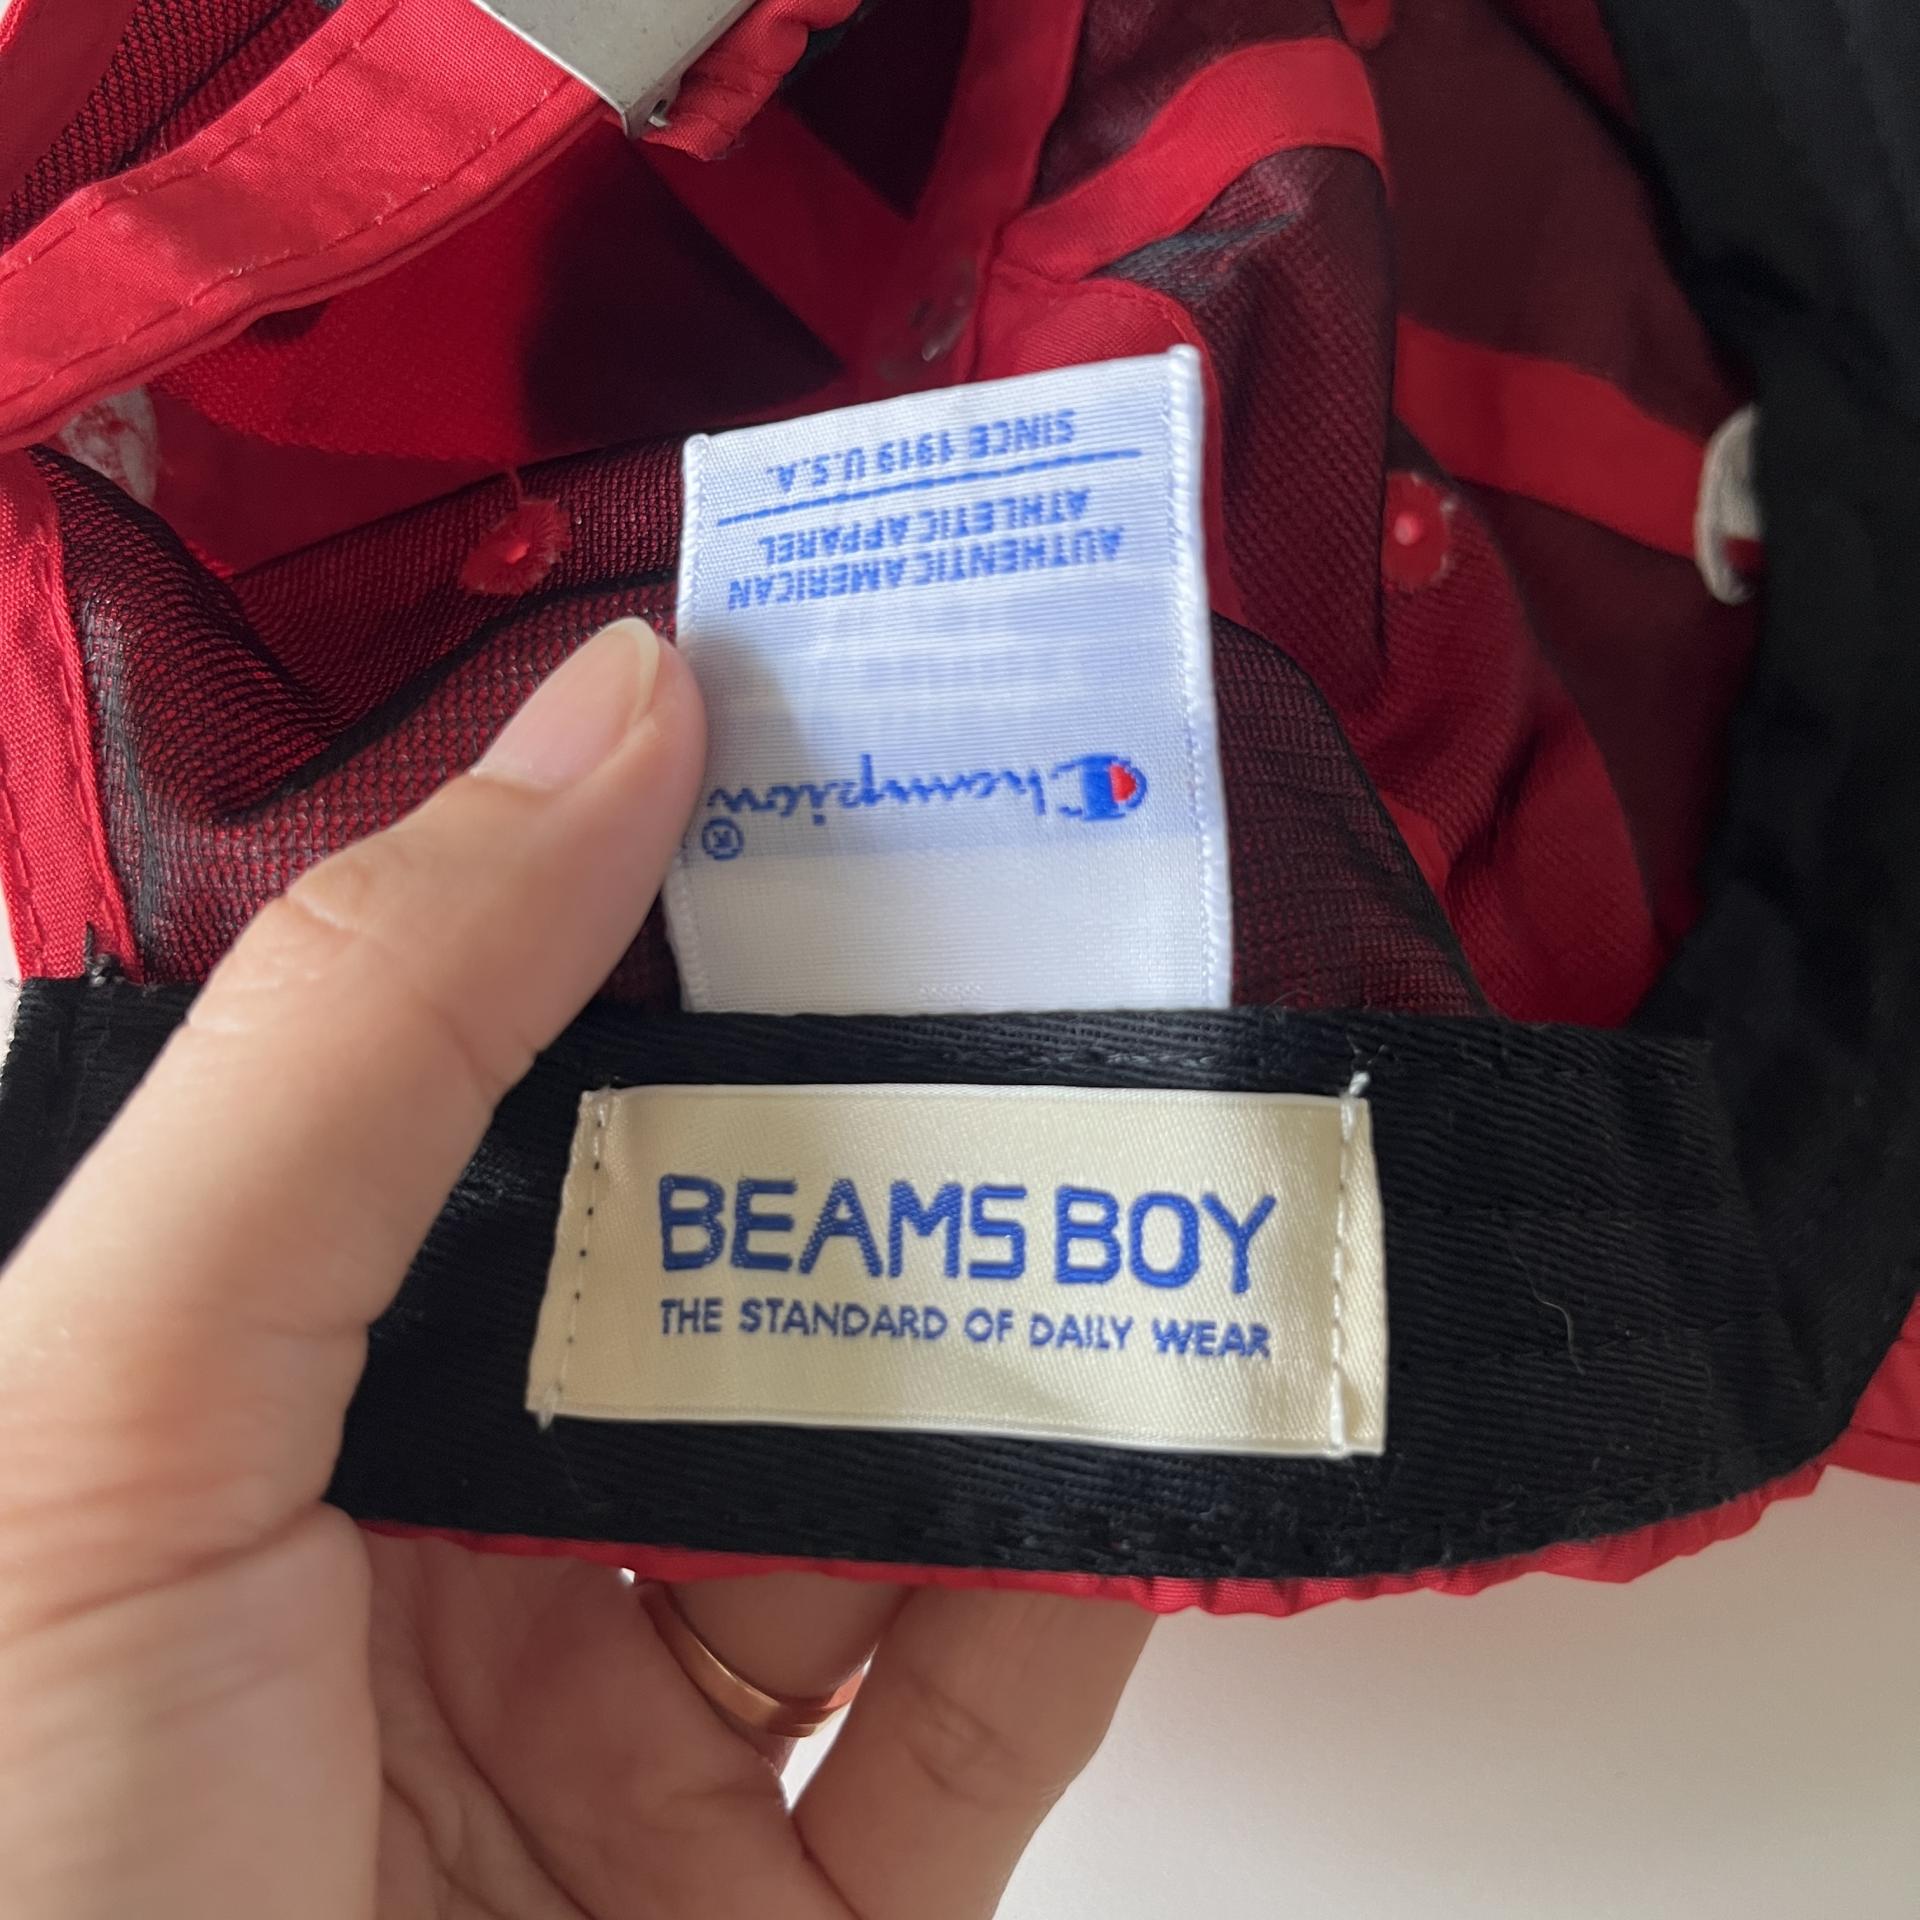 Champion®
AUTHENTIC AMERICAN
ATHLETIC APPAREL
SINCE 1919 U.S.A.
BEAMS BOY
THE STANDARD OF DAILY WEAR